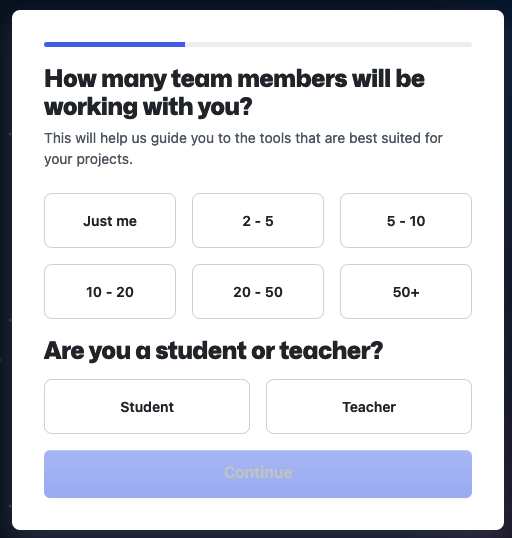 How many team members will be
working with you?
This will help us guide you to the tools that are best suited for
your projects.
Just me
2 - 5
5 - 10
10 - 20
20 - 50
50+
Are you a student or teacher?
Student
Teacher
Continue